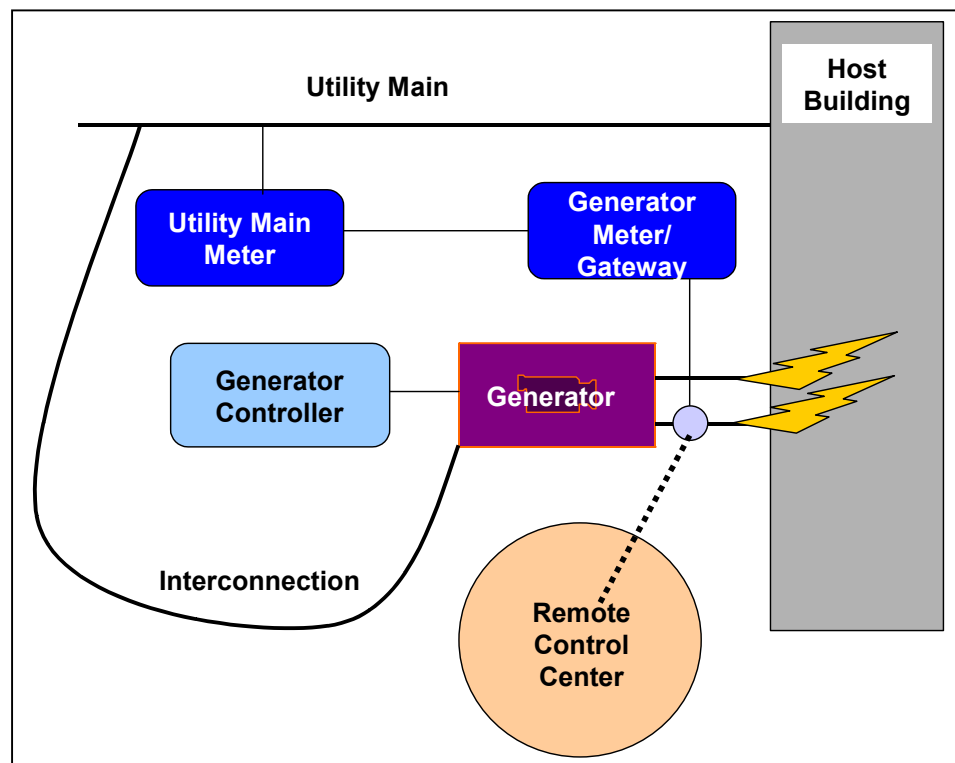 Utility Main
Host
Building
Utility Main
Meter
Generator
Meter/
Gateway
Generator
Controller
Generator
Interconnection
Remote
Control
Center